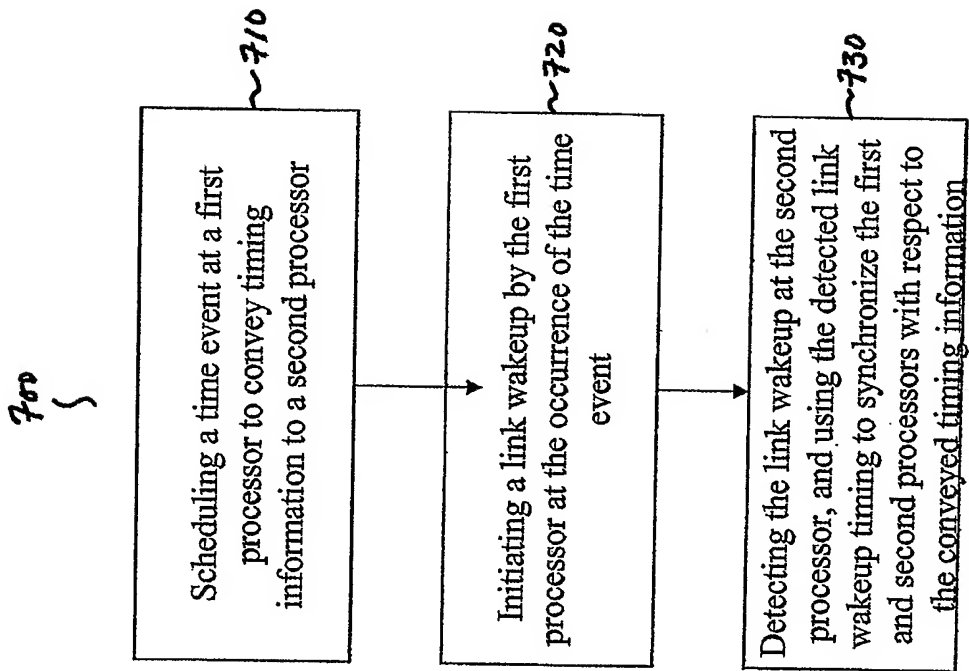 700
Scheduling a time event at a first
processor to convey timing
information to a second processor
~710
Initiating a link wakeup by the first
processor at the occurrence of the time
event
~720
Detecting the link wakeup at the second
processor, and using the detected link
wakeup timing to synchronize the first
and second processors with respect to
the conveyed timing information
~730